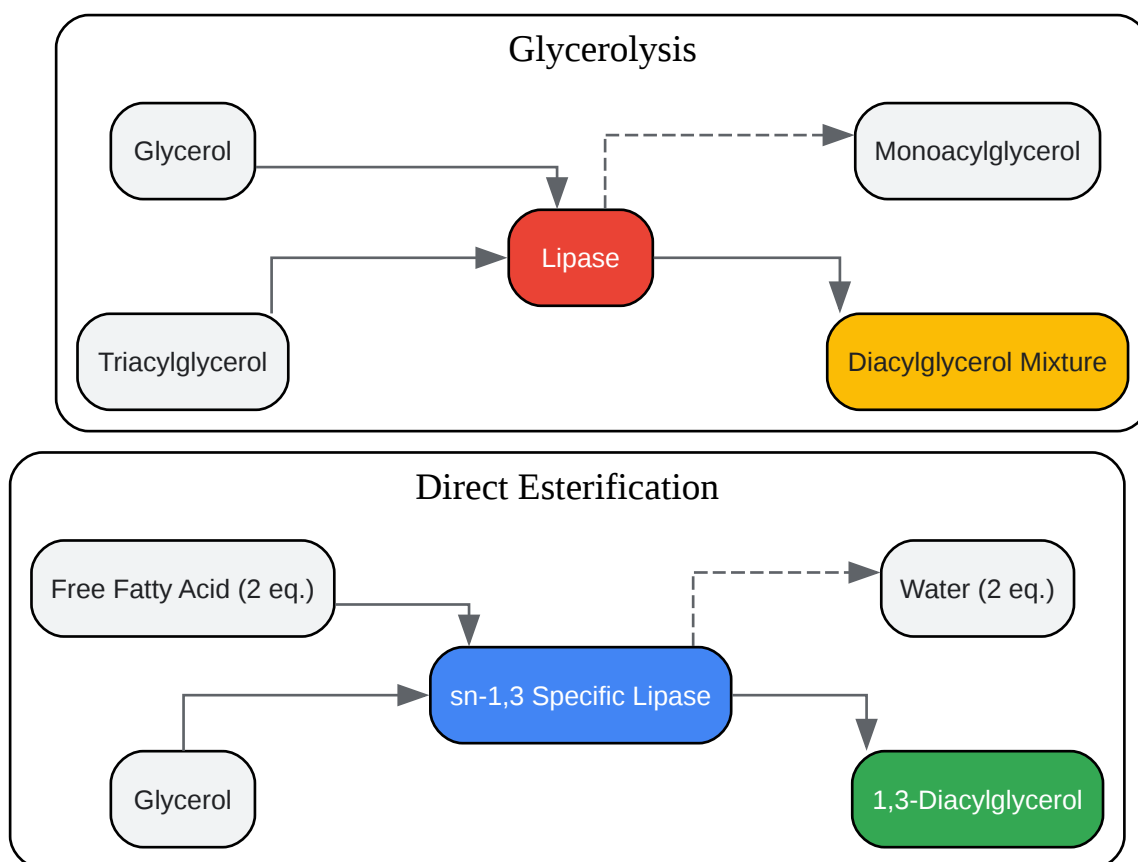 Glycerolysis
Glycerol
Monoacylglycerol
Lipase
Triacylglycerol
Diacylglycerol Mixture
Direct Esterification
Free Fatty Acid (2 eq.)
Water (2 eq.)
sn-1,3 Specific Lipase
Glycerol
1,3-Diacylglycerol